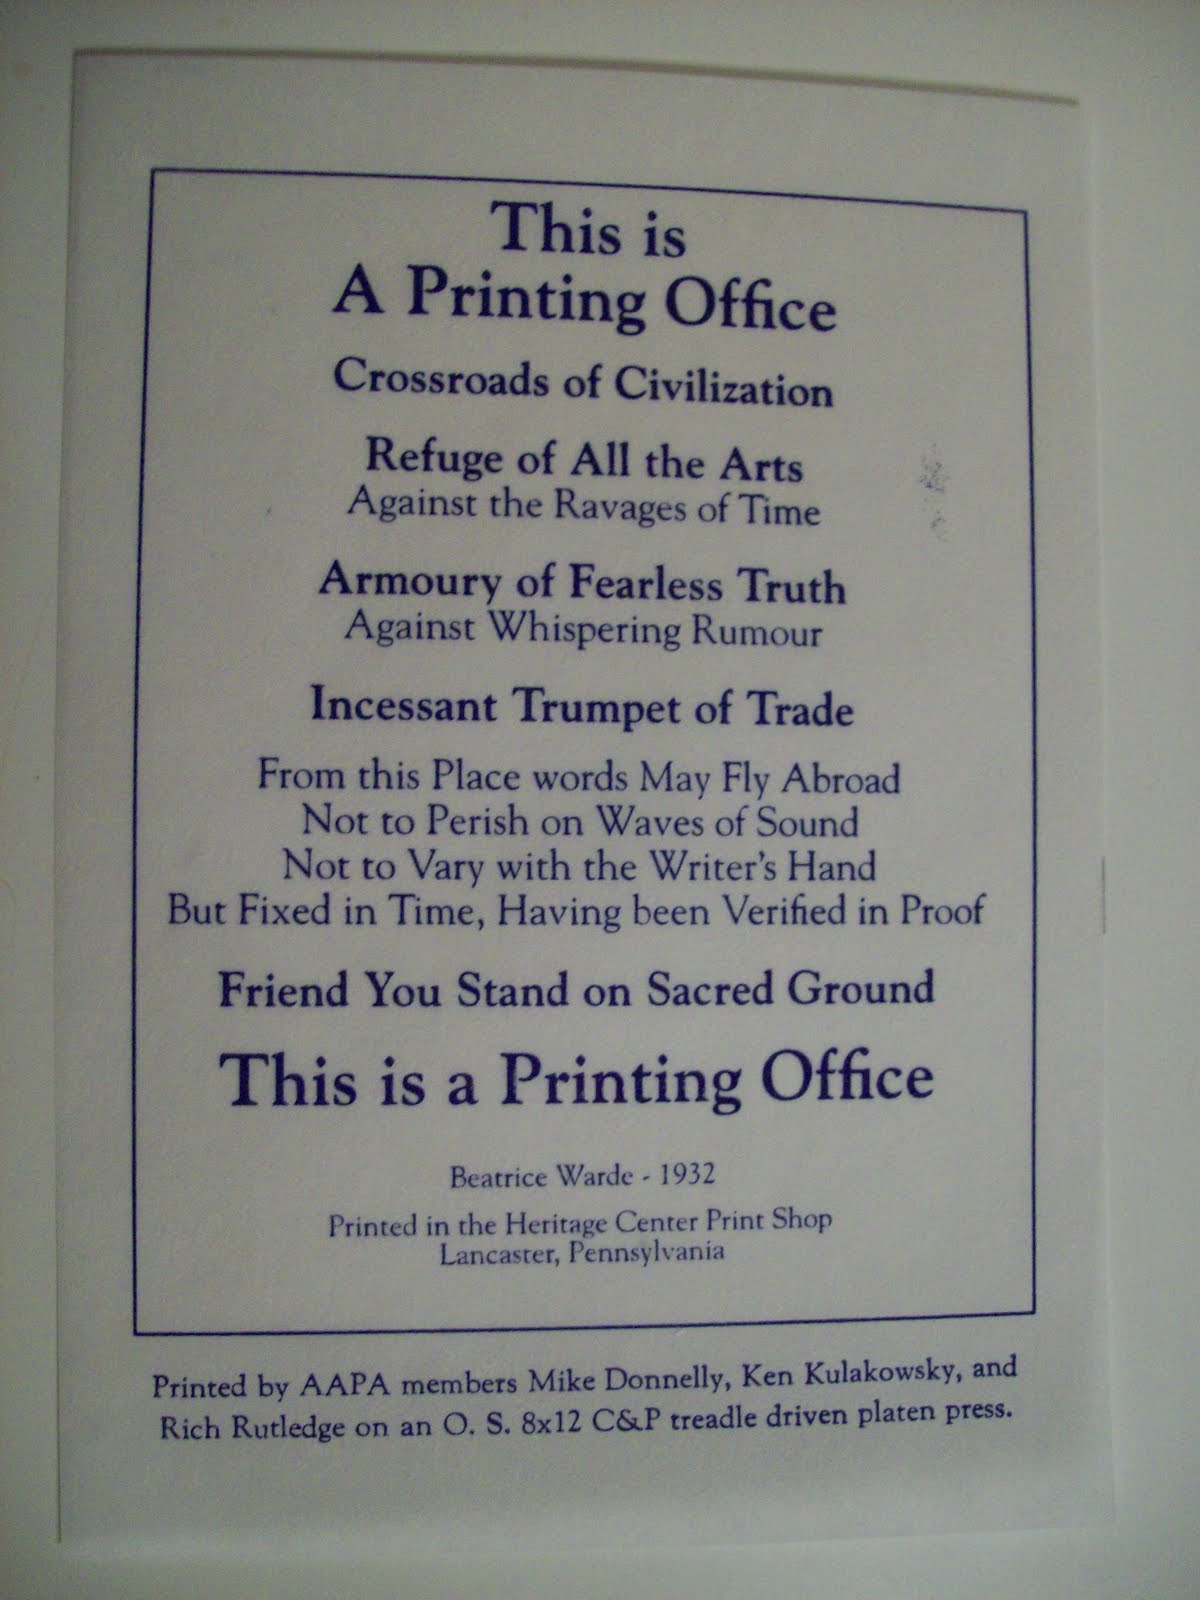 This is
A Printing Office
Crossroads of Civilization
Refuge of All the Arts
Against the Ravages of Time
Armoury of Fearless Truth
Against Whispering Rumour
Incessant Trumpet of Trade
From this Place words May Fly Abroad
Not to Perish on Waves of Sound
Not to Vary with the Writer's Hand
But Fixed in Time, Having been Verified in Proof
Friend You Stand on Sacred Ground
This is a Printing Office
Beatrice Warde - 1932
Printed in the Heritage Center Print Shop
Lancaster, Pennsylvania
Printed by AAPA members Mike Donnelly, Ken Kulakowsky, and
Rich Rutledge on an O. S. 8x12 C&P treadle driven platen press.